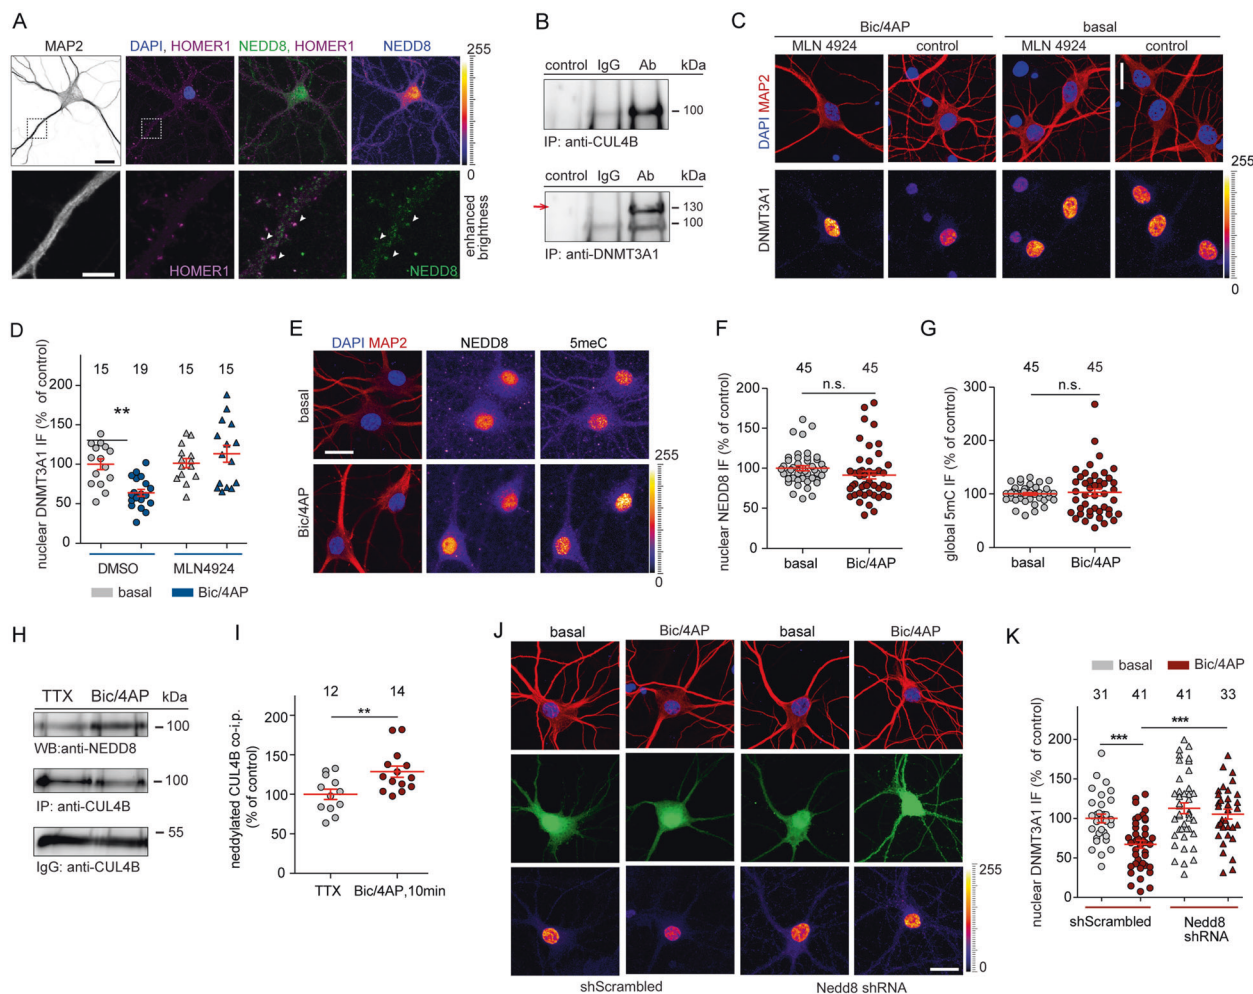 A
MAP2
DAPI, HOMER1
NEDD8, HOMER1
NEDD8
255
0
HOMER1
NEDD8
enhanced
brightness
B
control IgG Ab kDa
100
IP: anti-CUL4B
control IgG Ab kDa
130
100
IP: anti-DNMT3A1
C
Bic/4AP basal
MLN 4924 control MLN 4924 control
DAPI MAP2
DNMT3A1
255
0
D
nuclear DNMT3A1 IF (% of control)
15 19 15 15
**
200
150
100
50
0
DMSO MLN4924
basal Bic/4AP
E
DAPI MAP2 NEDD8 5meC
basal
Bic/4AP
255
0
F
45 45
n.s.
nuclear NEDD8 IF (% of control)
200
150
100
50
0
basal Bic/4AP
G
45 45
n.s.
global 5mC IF (% of control)
300
200
150
100
50
0
basal Bic/4AP
H
TTX Bic/4AP kDa
100
WB:anti-NEDD8
100
IP: anti-CUL4B
55
IgG: anti-CUL4B
I
12 14
**
neddylated CUL4B co-i.p.
(% of control)
200
150
100
50
0
TTX Bic/4AP,10min
J
basal Bic/4AP basal Bic/4AP
255
0
shScrambled Nedd8 shRNA
K
basal Bic/4AP
31 41 41 33
***
***
nuclear DNMT3A1 IF (% of control)
200
150
100
50
0
shScrambled Nedd8
shRNA